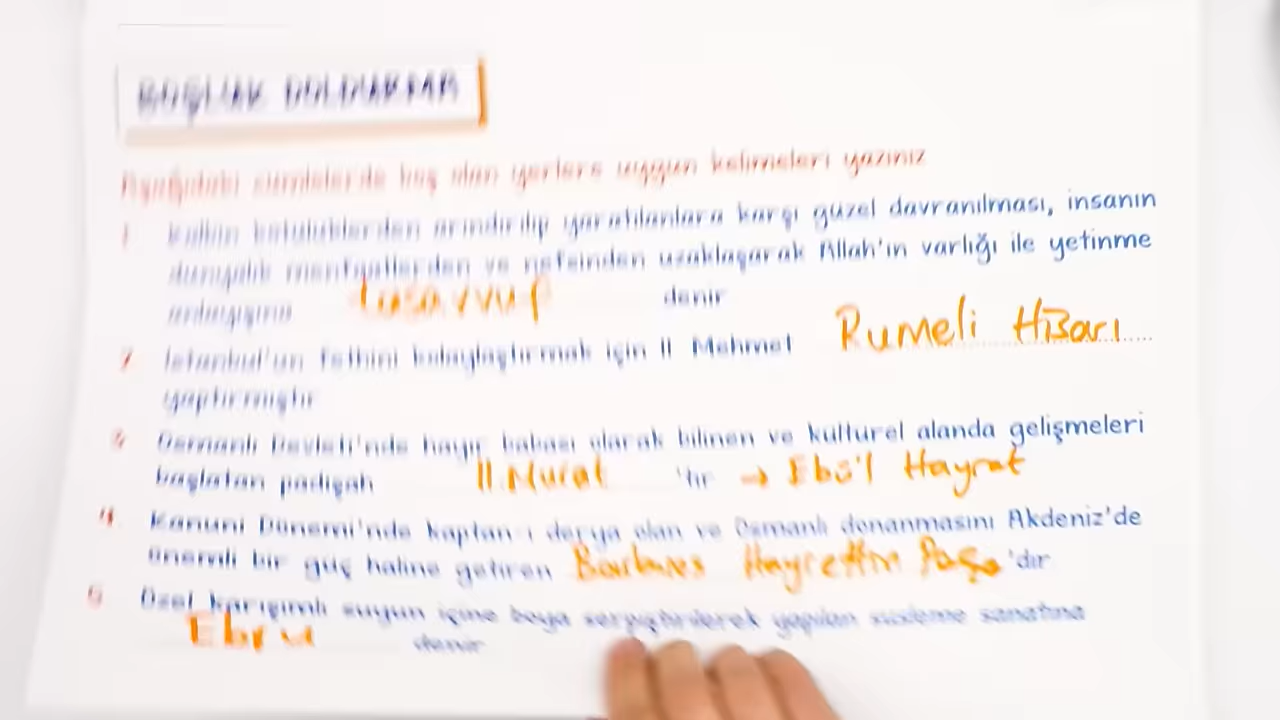 BOŞLUK DOLDURMA
Aşağıdaki cümlelerde boş olan yerlere uygun kelimeleri yazınız
1 Kalbin kötülüklerden arındırılıp yaratılanlara karşı güzel davranılması, insanın
dünyalık menfaatlerden ve nefsinden uzaklaşarak Allah'ın varlığı ile yetinme
anlayışına tasavvuf denir
2 İstanbul'un fethini kolaylaştırmak için II Mehmet Rumeli Hisarı
yaptırmıştır
3 Osmanlı Devleti'nde hayır babası olarak bilinen ve kültürel alanda gelişmeleri
başlatan padişah II.Murat 'tır → Ebü'l Hayrat
4 Kanuni Dönemi'nde kaptan-ı derya olan ve Osmanlı donanmasını Akdeniz'de
önemli bir güç haline getiren Barbaros Hayrettin Paşa 'dır
5 Özel karışımlı suyun içine boya serpiştirilerek yapılan süsleme sanatına
Ebru denir